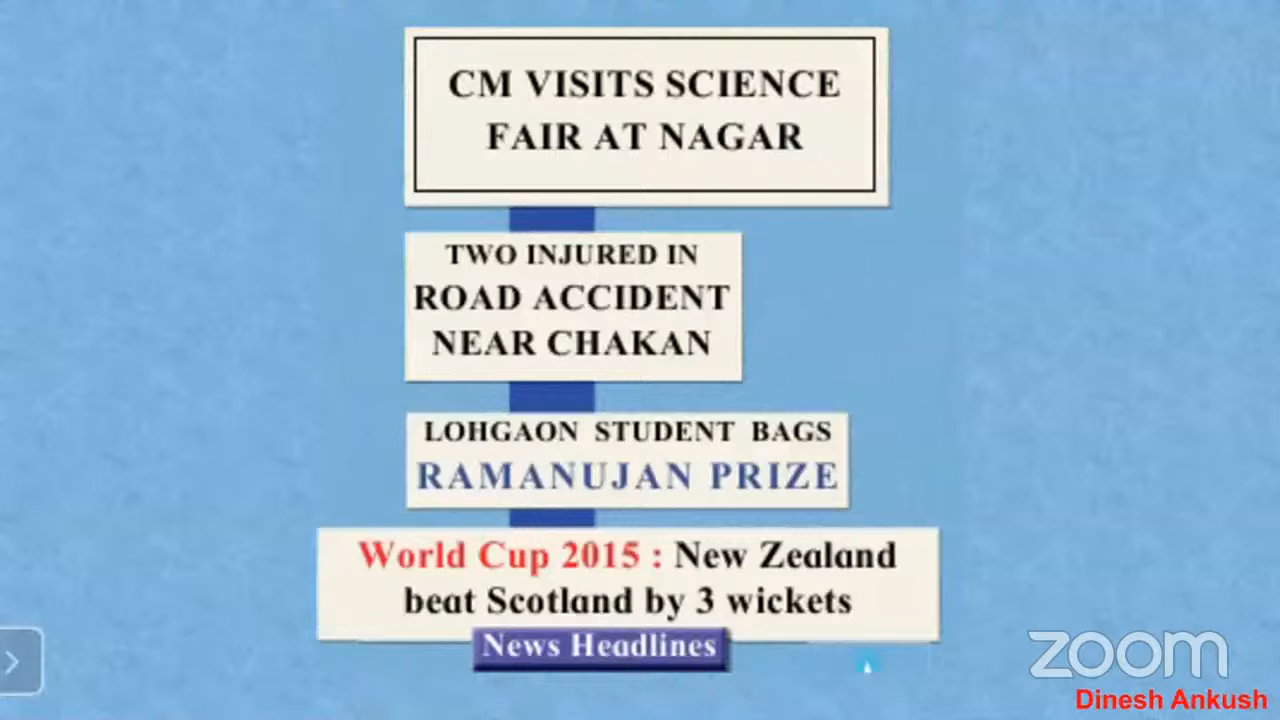 CM VISITS SCIENCE
FAIR AT NAGAR
TWO INJURED IN
ROAD ACCIDENT
NEAR CHAKAN
LOHGAON STUDENT BAGS
RAMANUJAN PRIZE
World Cup 2015 : New Zealand
beat Scotland by 3 wickets
News Headlines
zoom
Dinesh Ankush